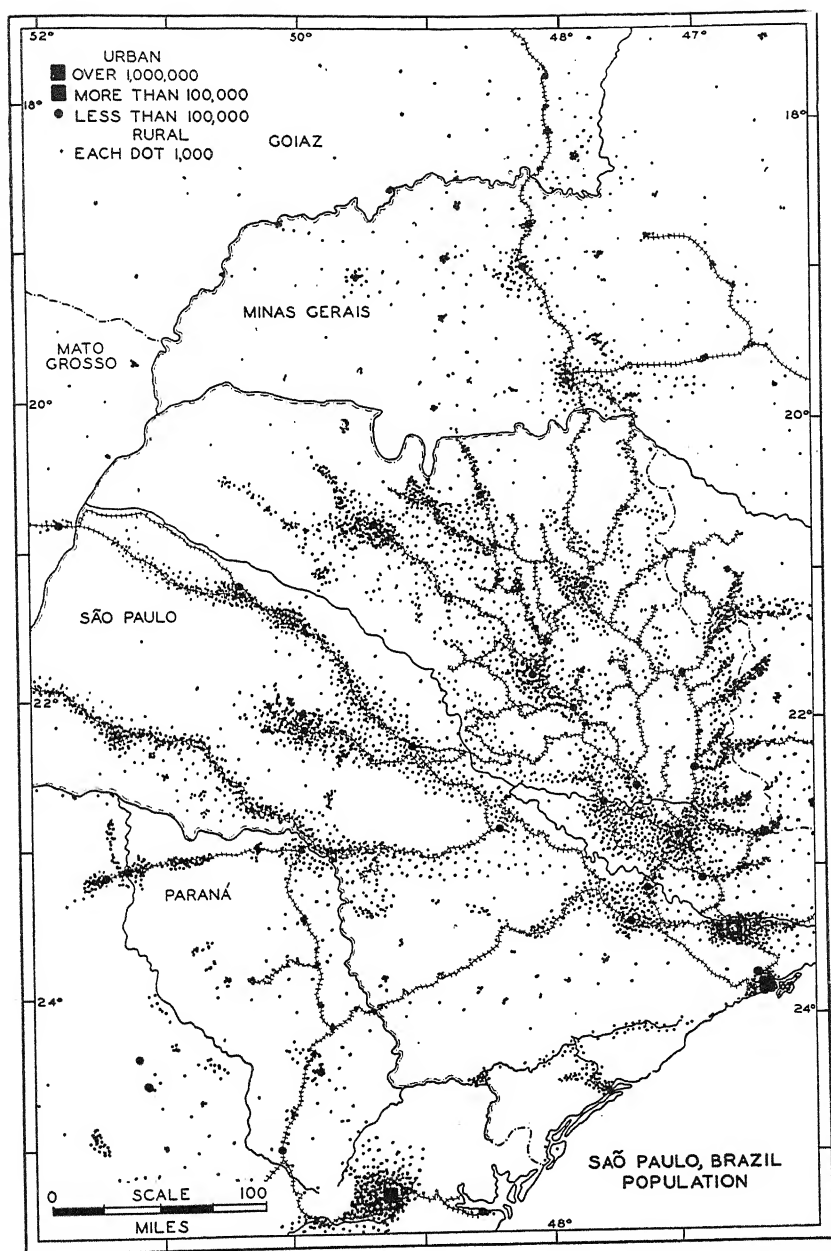 52° 50° 48° 47°
URBAN
OVER 1,000,000
MORE THAN 100,000
LESS THAN 100,000
RURAL
EACH DOT 1,000
18° 18°
GOIAZ
MINAS GERAIS
MATO
GROSSO
20° 20°
SÃO PAULO
22° 22°
PARANÁ
24° 24°
SAÕ PAULO, BRAZIL
POPULATION
0 SCALE 100
MILES
48°